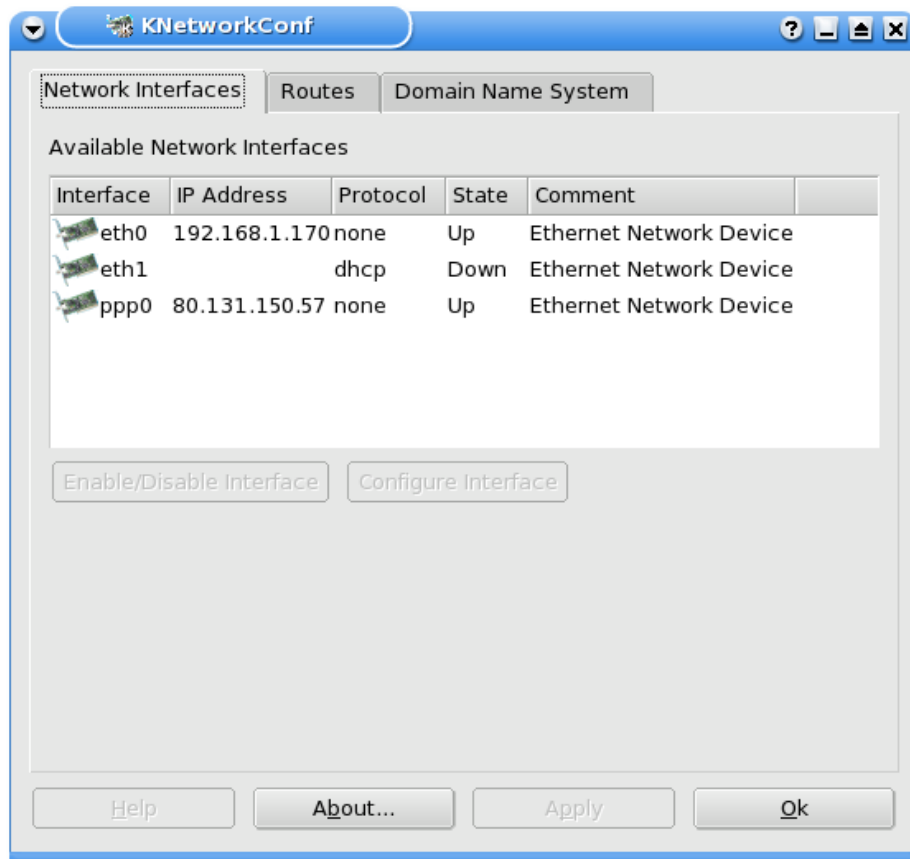 KNetworkConf
Network Interfaces Routes Domain Name System
Available Network Interfaces
Interface IP Address Protocol State Comment
eth0 192.168.1.170 none Up Ethernet Network Device
eth1 dhcp Down Ethernet Network Device
ppp0 80.131.150.57 none Up Ethernet Network Device
Enable/Disable Interface Configure Interface
Help About... Apply Ok